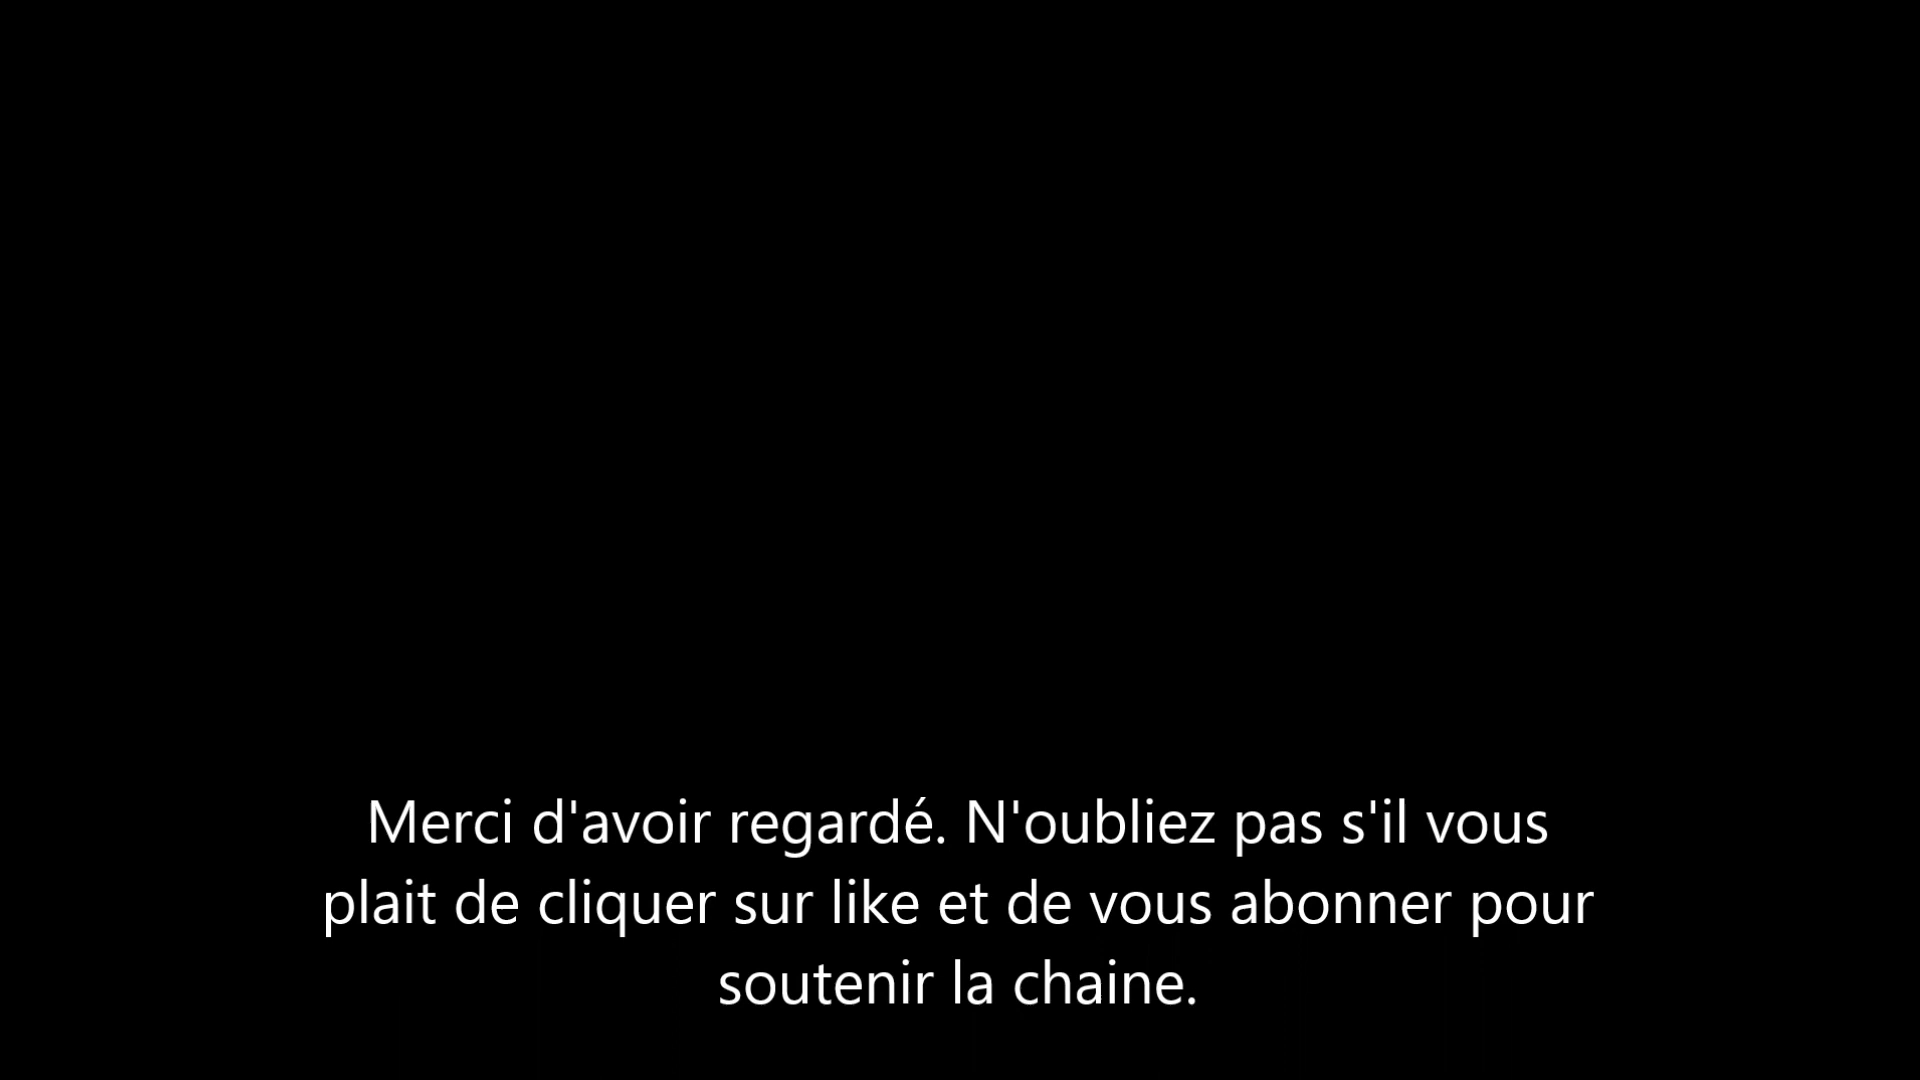 Merci d'avoir regardé. N'oubliez pas s'il vous
plait de cliquer sur like et de vous abonner pour
soutenir la chaine.